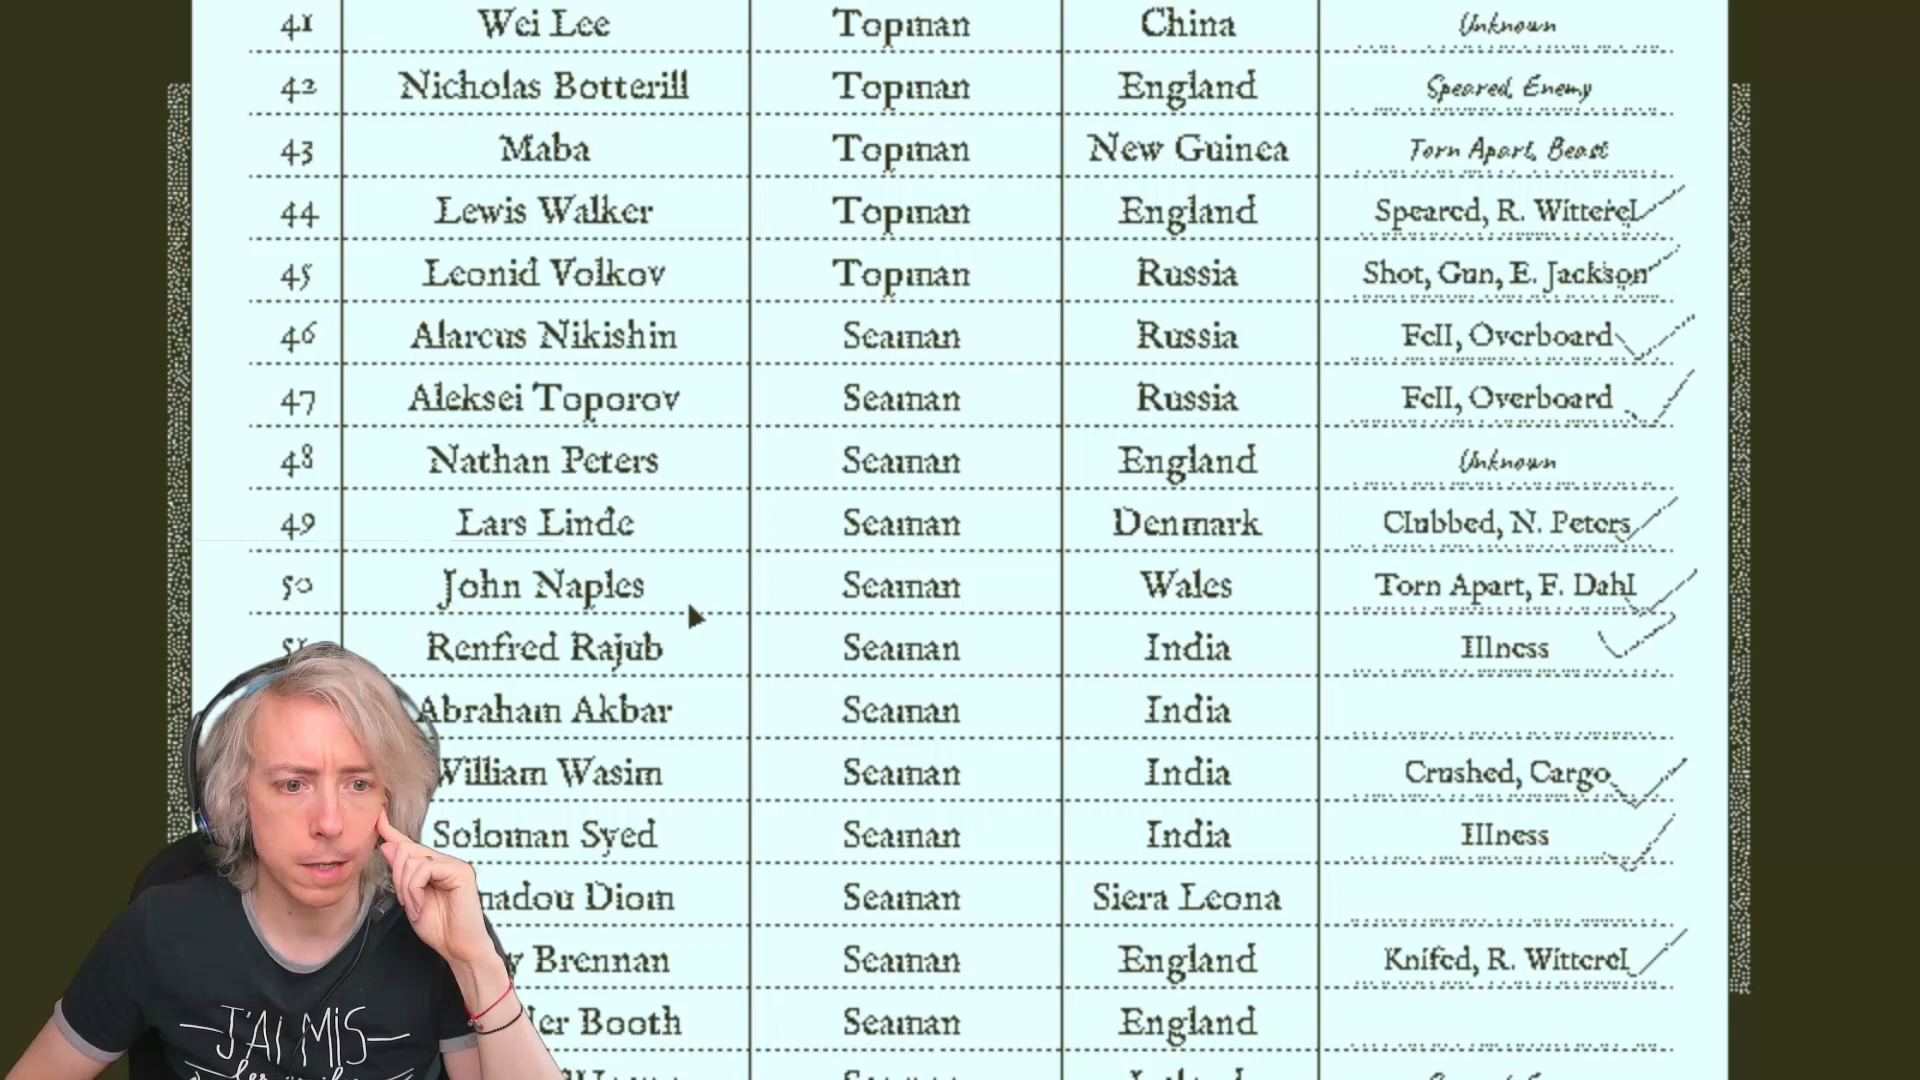 41 Wei Lee Topman China Unknown
42 Nicholas Botterill Topman England Speared, Enemy
43 Maba Topman New Guinea Torn Apart, Beast
44 Lewis Walker Topman England Speared, R. Witterel
45 Leonid Volkov Topman Russia Shot, Gun, E. Jackson
46 Alarcus Nikishin Seaman Russia Fell, Overboard
47 Aleksei Toporov Seaman Russia Fell, Overboard
48 Nathan Peters Seaman England Unknown
49 Lars Linde Seaman Denmark Clubbed, N. Peters
50 John Naples Seaman Wales Torn Apart, F. Dahl
Renfred Rajub Seaman India Illness
Abraham Akbar Seaman India
William Wasim Seaman India Crushed, Cargo
Soloman Syed Seaman India Illness
Diom Seaman Siera Leona
Brennan Seaman England Knifed, R. Witterel
Booth Seaman England
J'AI MIS
les